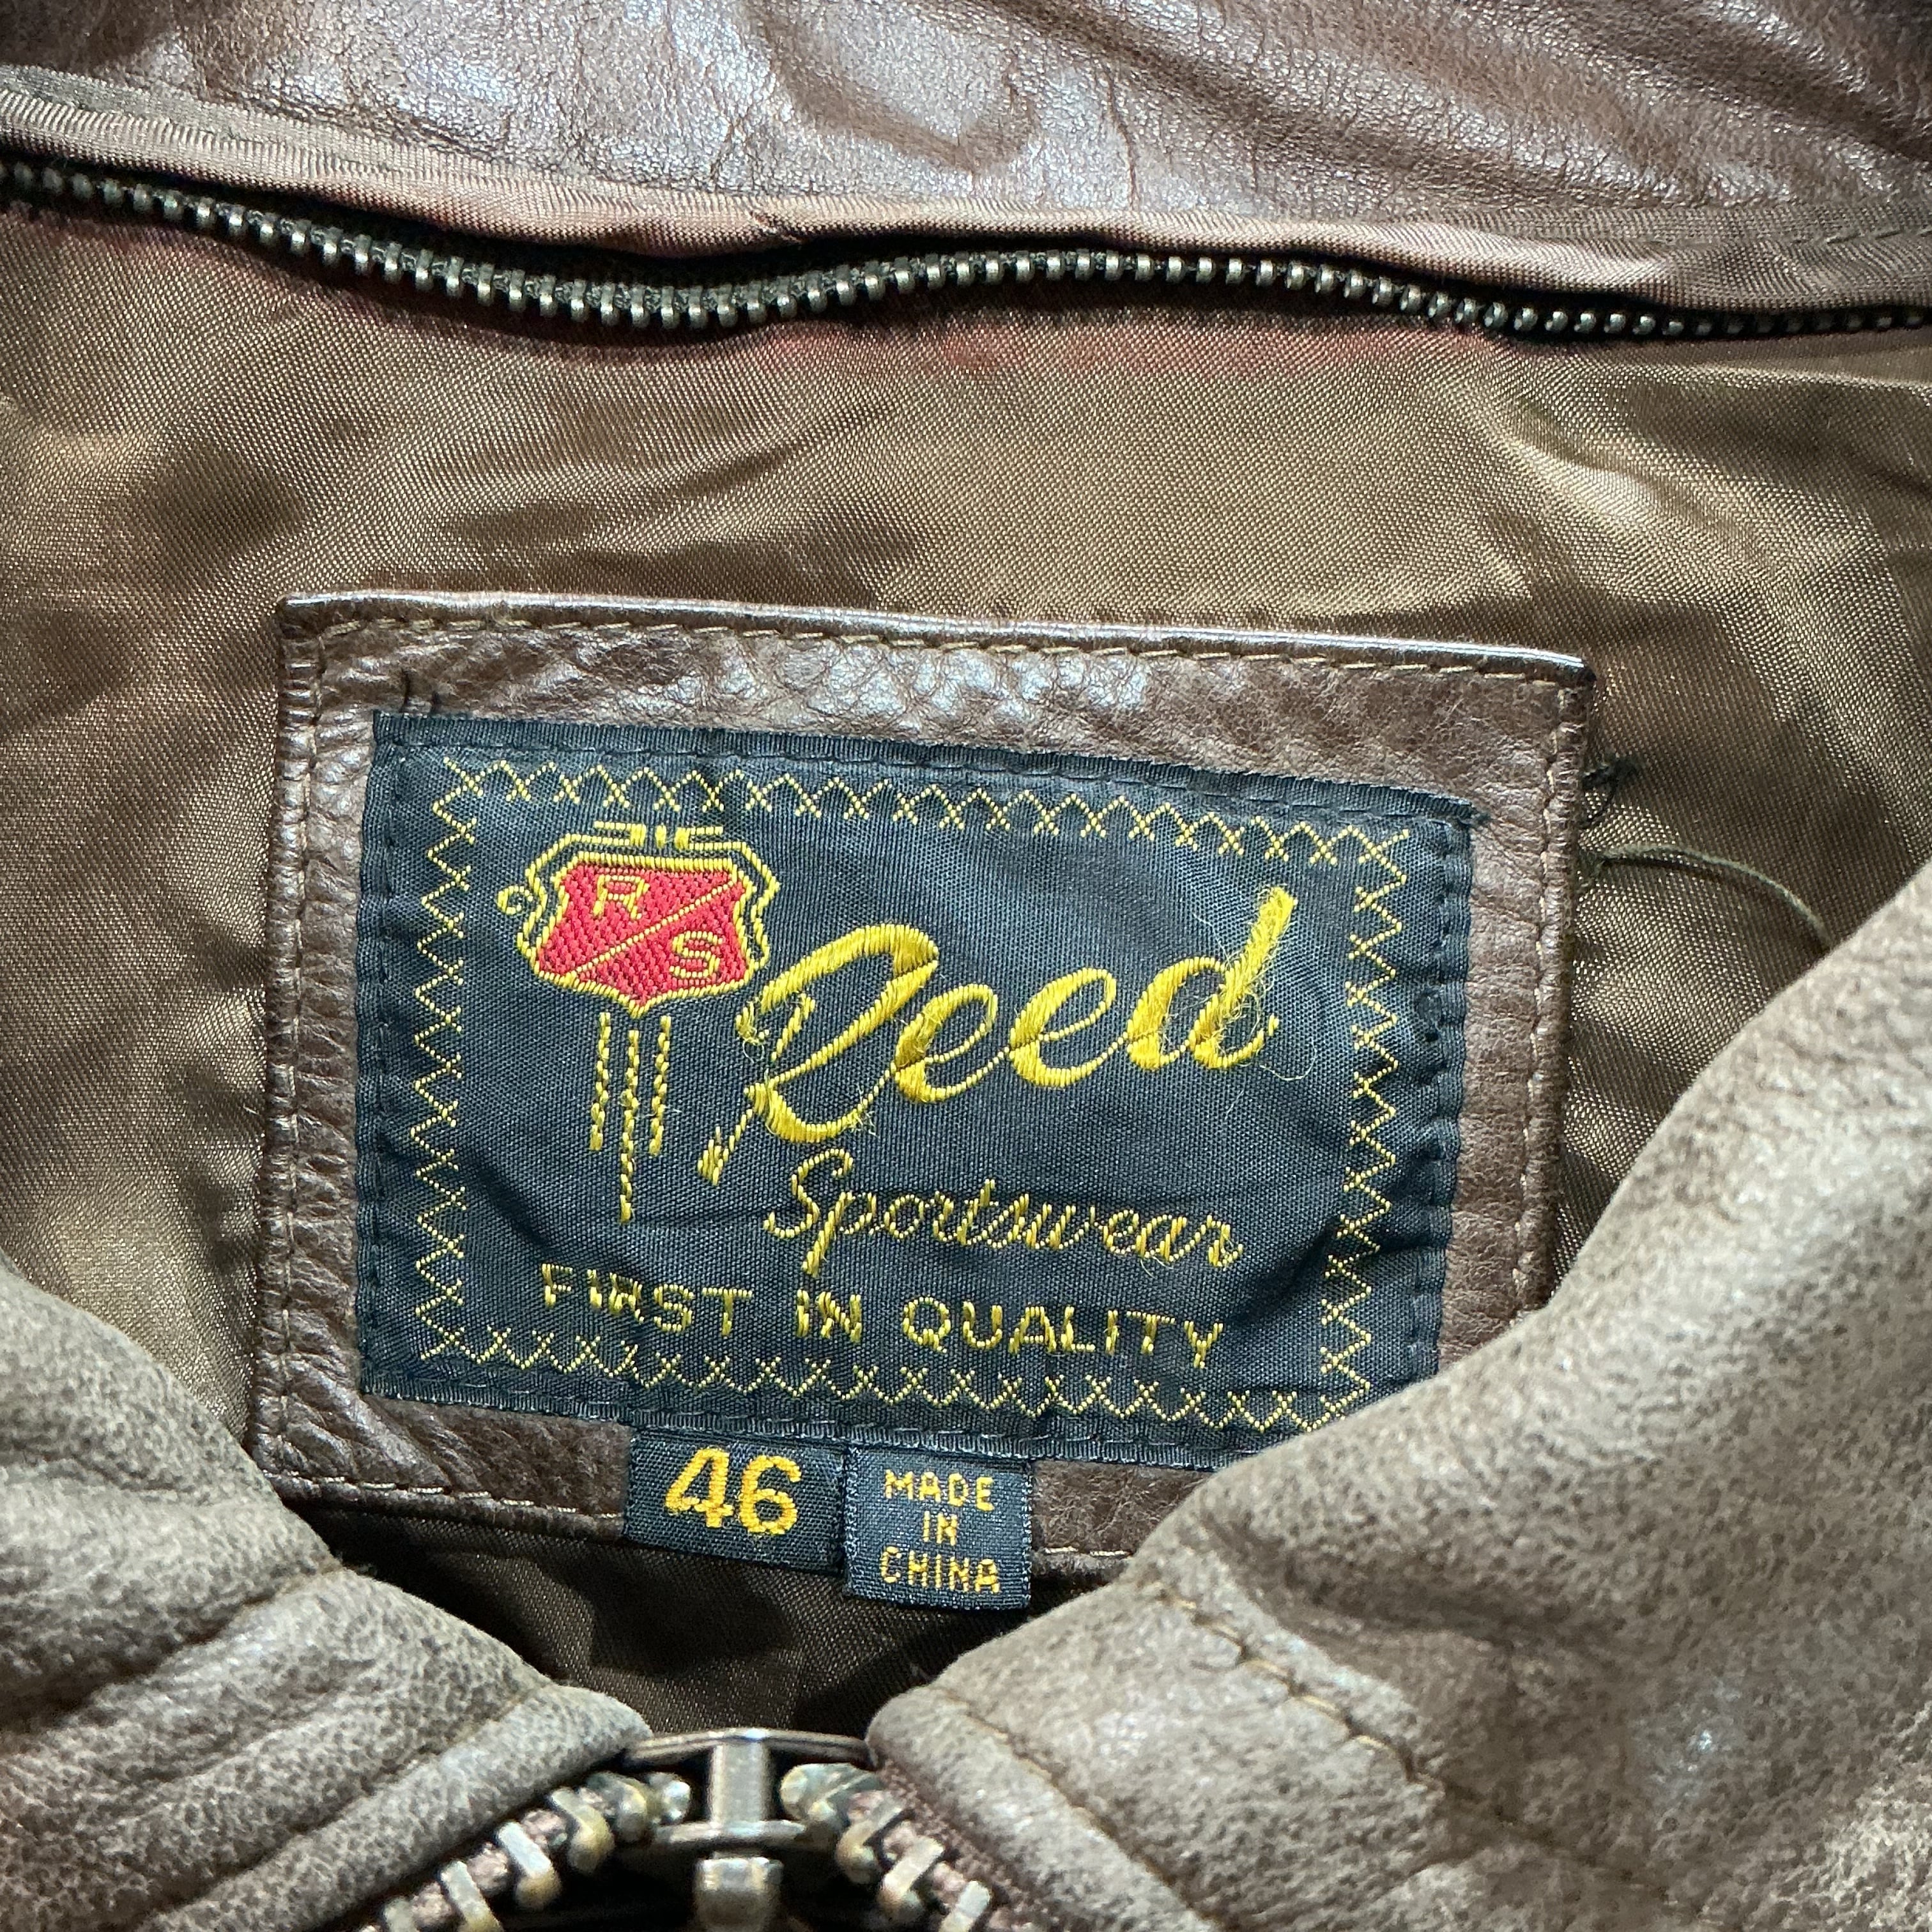 R
S
Reed
Sportswear
FIRST IN QUALITY
46
MADE
IN
CHINA